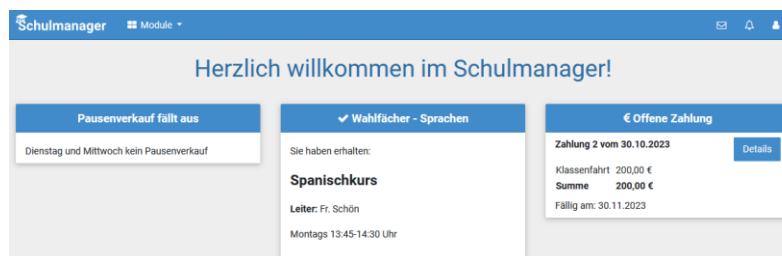 Schulmanager
Module
Herzlich willkommen im Schulmanager!
Pausenverkauf fällt aus
Dienstag und Mittwoch kein Pausenverkauf
Wahlfächer - Sprachen
Sie haben erhalten:
Spanischkurs
Leiter: Fr. Schön
Montags 13:45-14:30 Uhr
€ Offene Zahlung
Zahlung 2 vom 30.10.2023
Details
Klassenfahrt 200,00 €
Summe 200,00 €
Fällig am: 30.11.2023